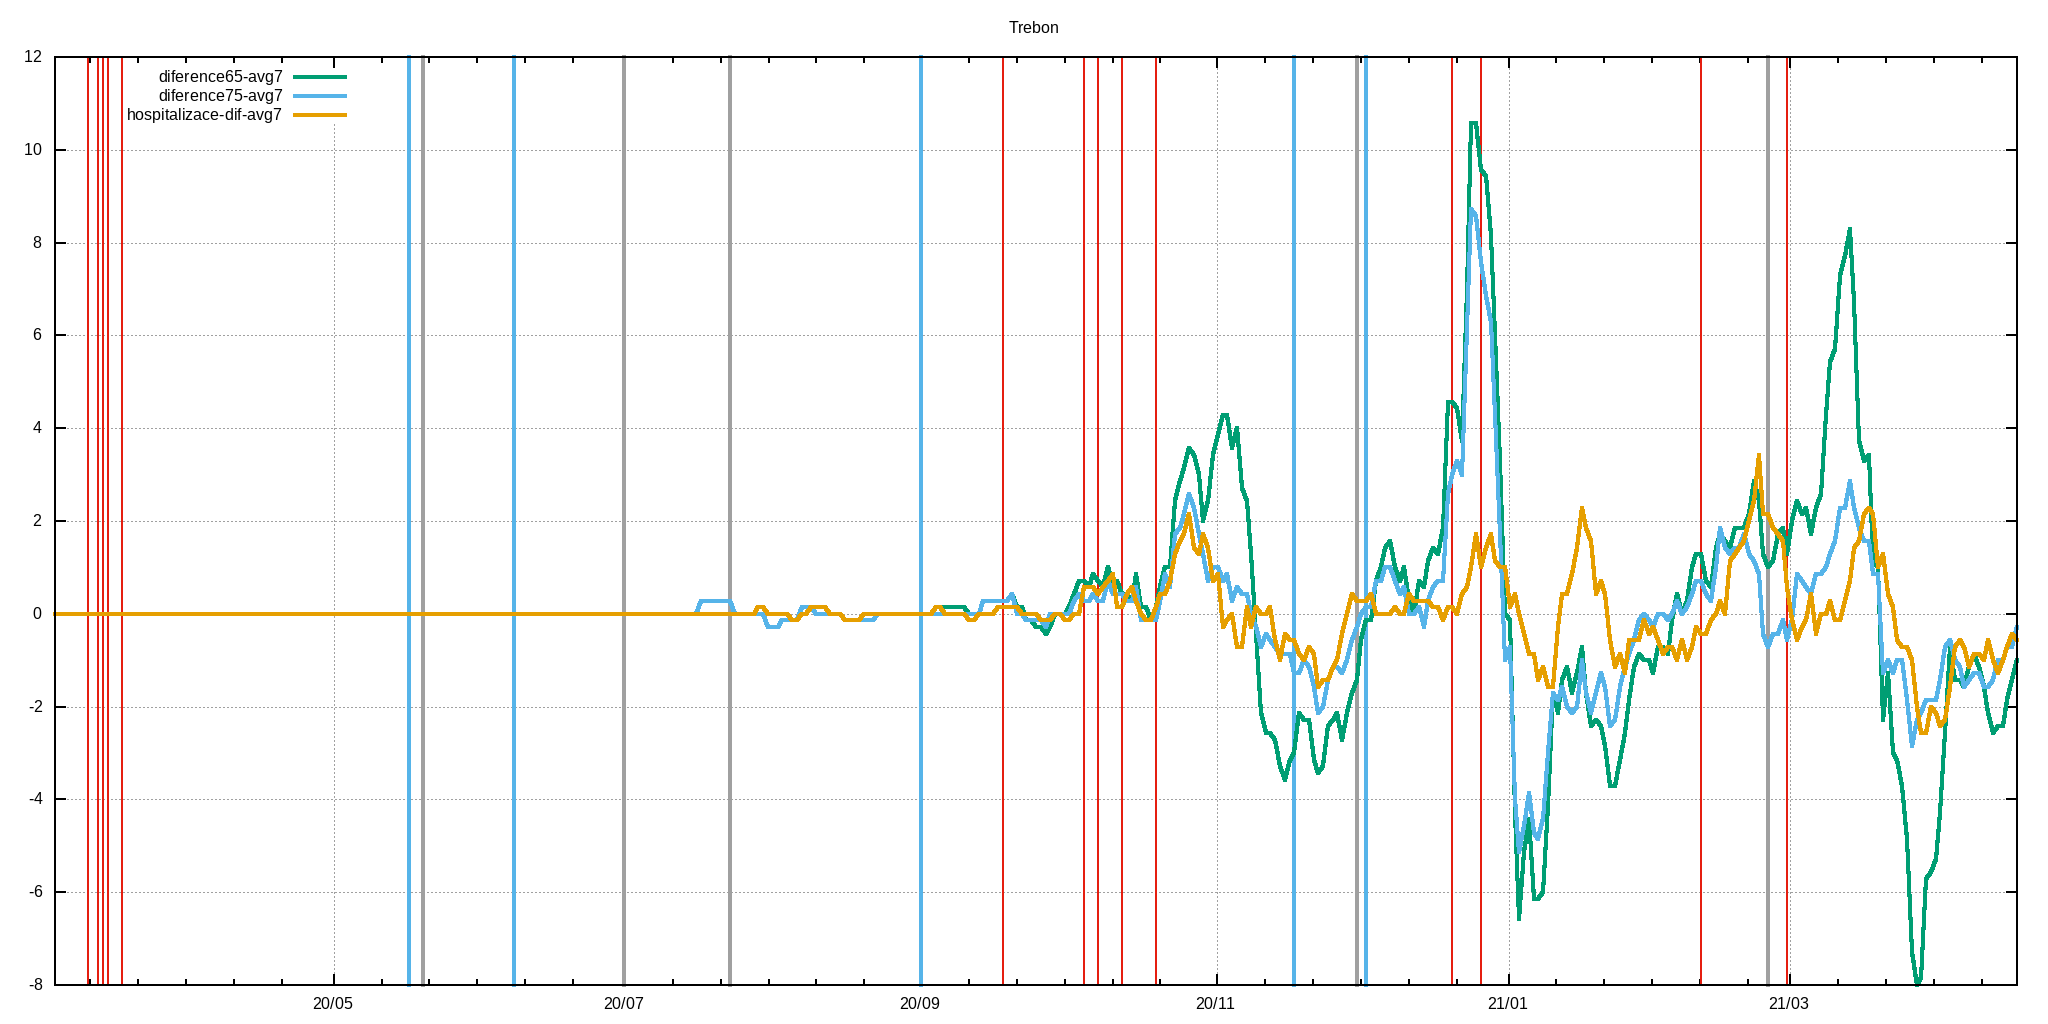 Trebon
12
diference65-avg7
diference75-avg7
hospitalizace-dif-avg7
10
8
6
4
2
0
-2
-4
-6
-8
20/05 20/07 20/09 20/11 21/01 21/03